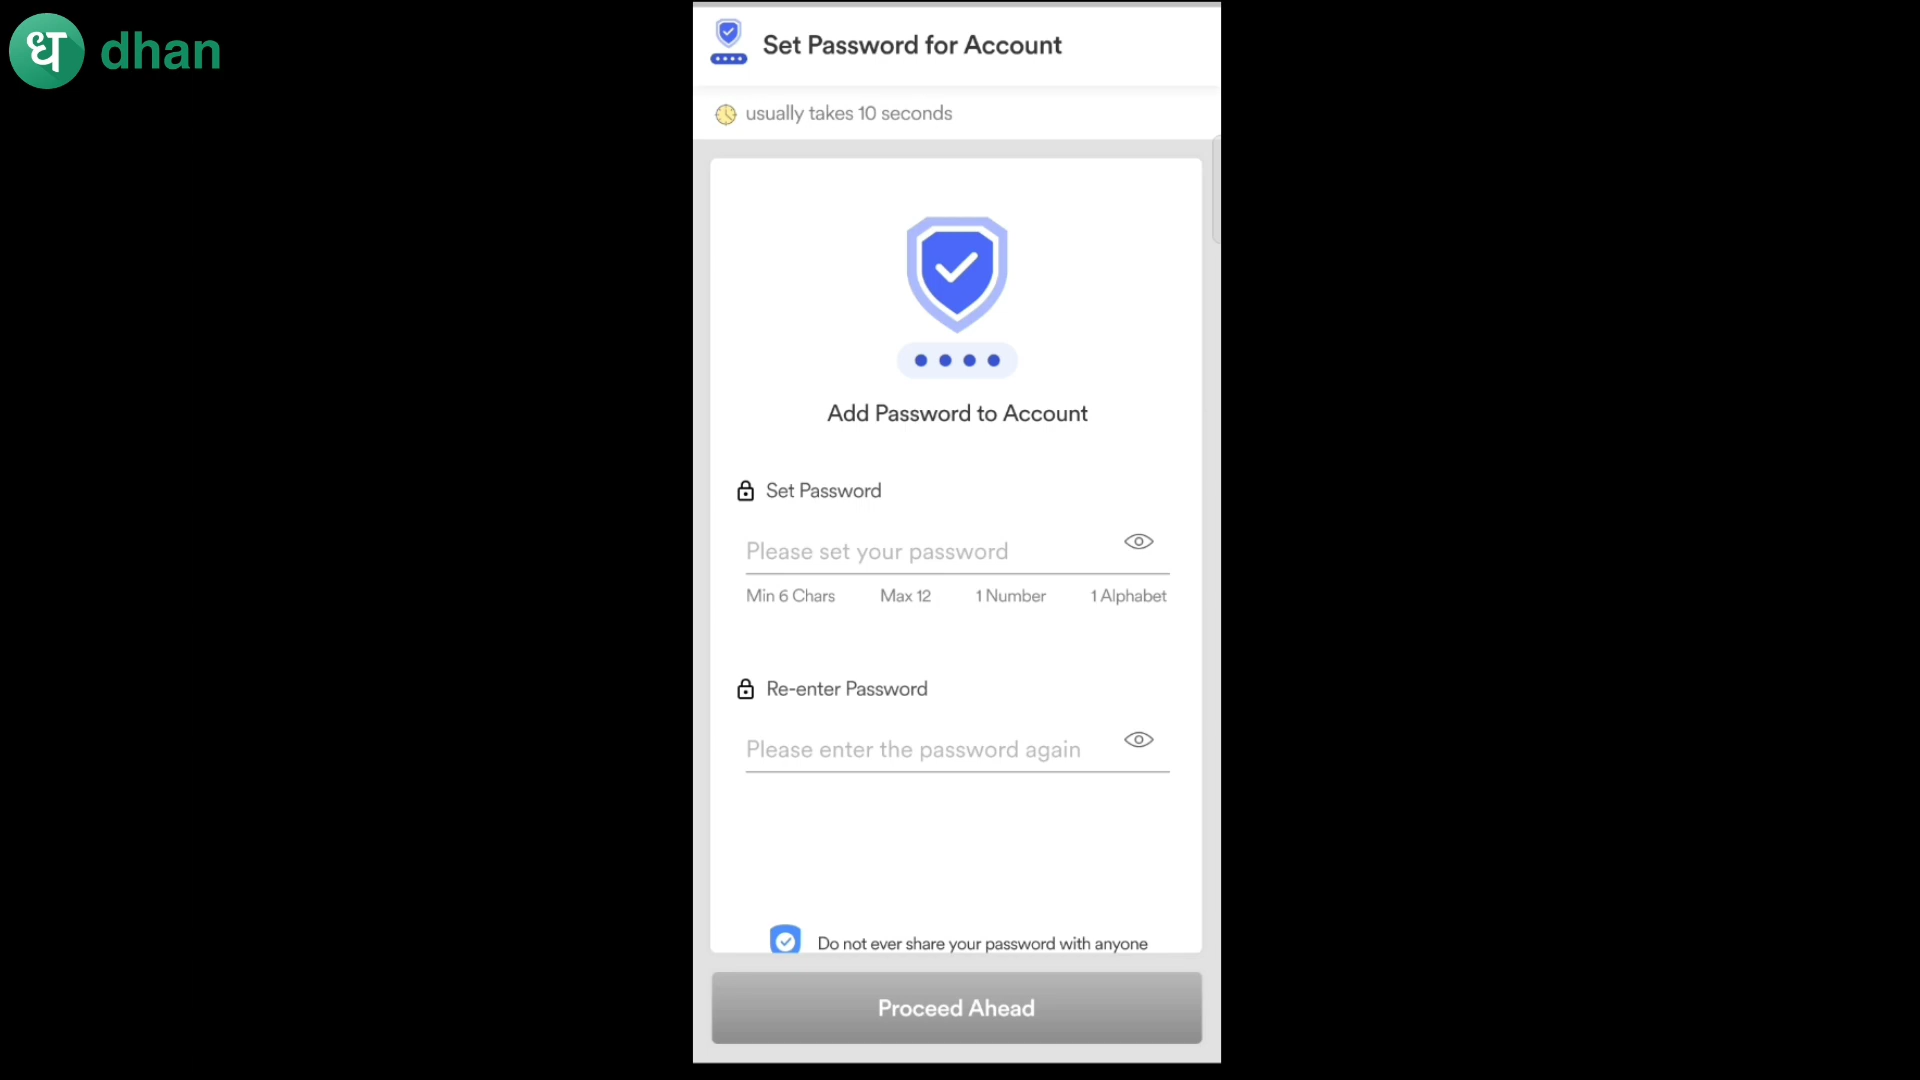 ध dhan
Set Password for Account
usually takes 10 seconds
Add Password to Account
Set Password
Please set your password
Min 6 Chars Max 12 1 Number 1 Alphabet
Re-enter Password
Please enter the password again
Do not ever share your password with anyone
Proceed Ahead